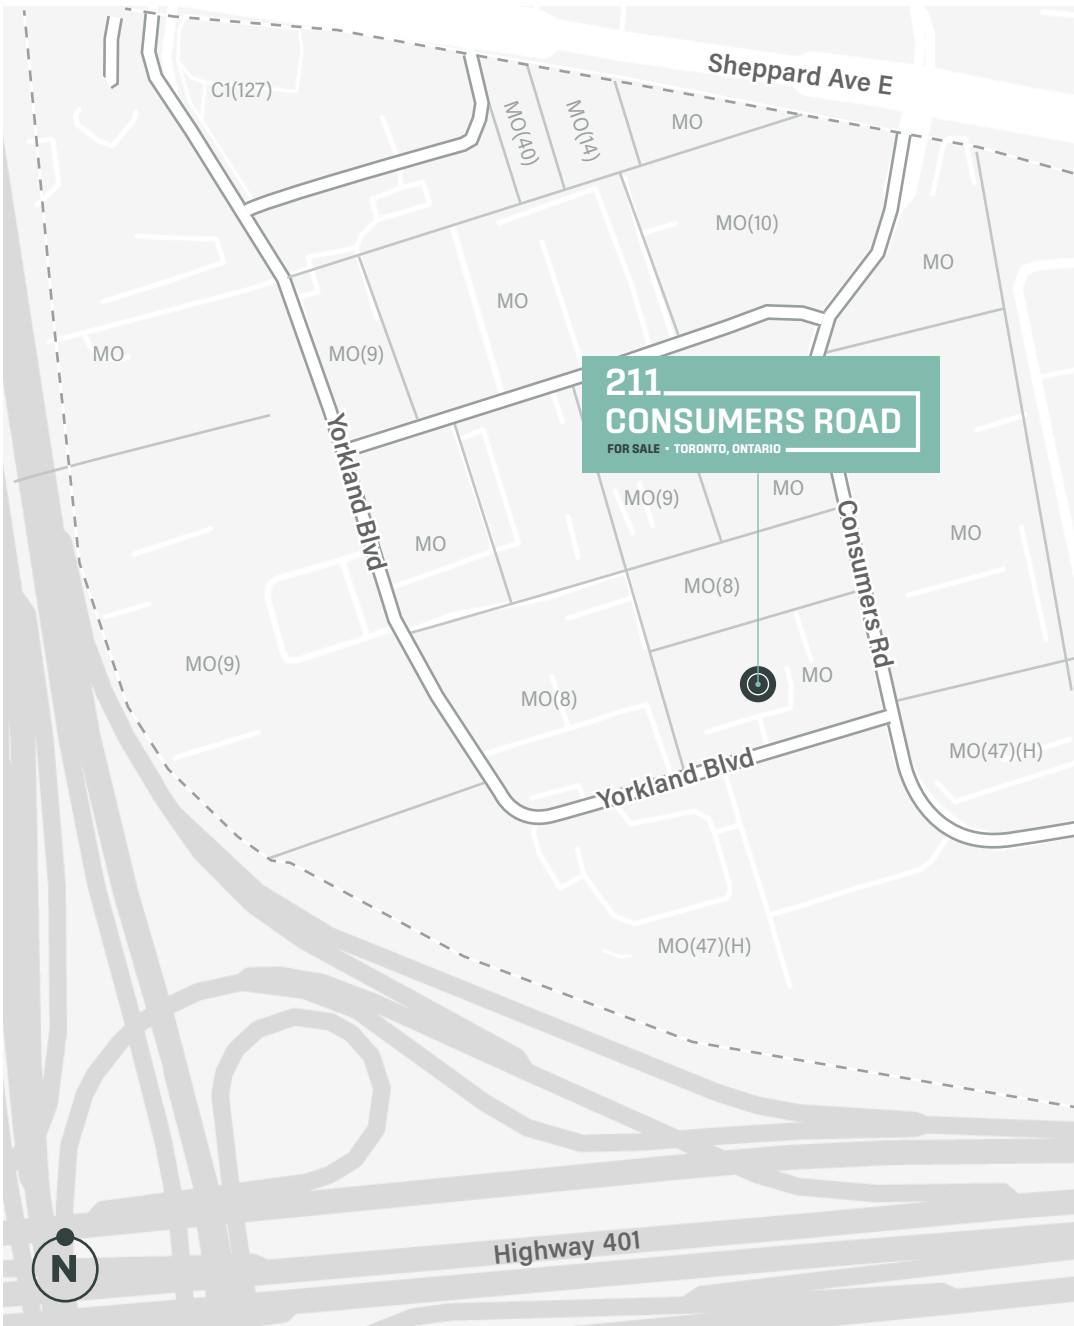 Sheppard Ave E
C1(127)
MO(40)
MO(14)
MO
MO(10)
MO
MO
MO
MO(9)
211
CONSUMERS ROAD
FOR SALE • TORONTO, ONTARIO
Yorkland Blvd
MO(9)
MO
Consumers Rd
MO
MO
MO(8)
MO(9)
MO
MO(8)
Yorkland Blvd
MO(47)(H)
MO(47)(H)
Highway 401
N